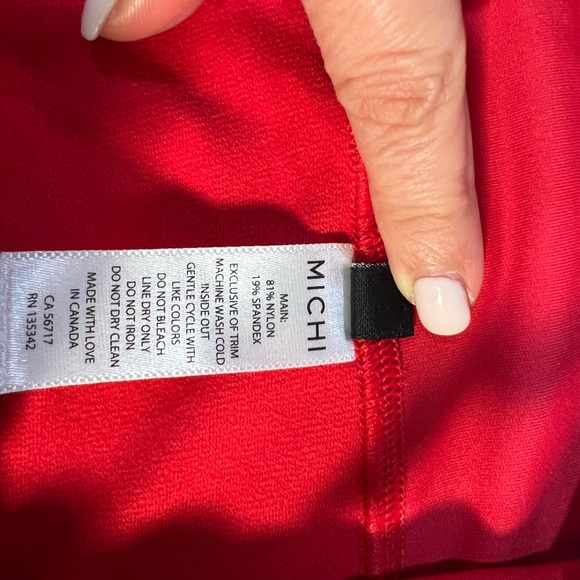 MICHI
MAIN:
81% NYLON
19% SPANDEX
EXCLUSIVE OF TRIM
MACHINE WASH COLD
INSIDE OUT
GENTLE CYCLE WITH
LIKE COLORS
DO NOT BLEACH
LINE DRY ONLY
DO NOT IRON
DO NOT DRY CLEAN
MADE WITH LOVE
IN CANADA
CA 56717
RN 135342